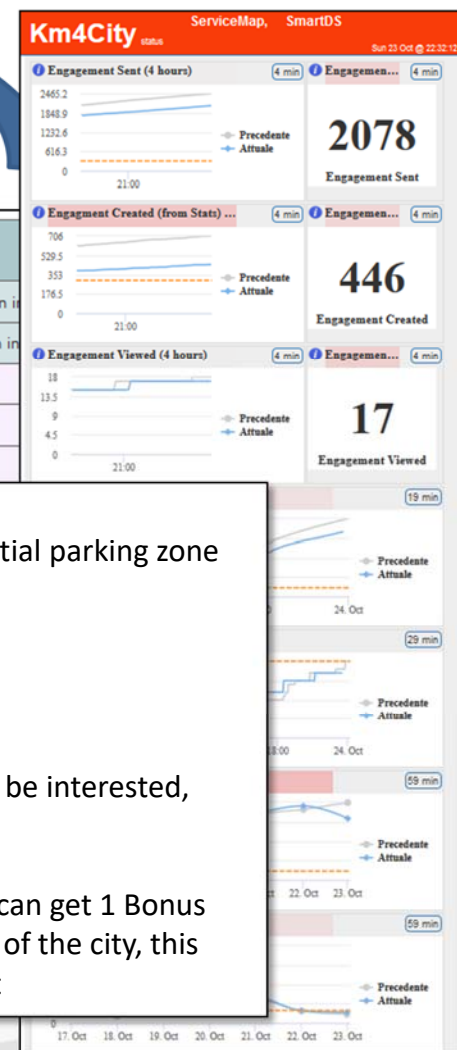 Km4City status
ServiceMap, SmartDS
Sun 23 Oct @ 22:32:12
Engagement Sent (4 hours)
4 min
2465.2
1848.9
1232.6
616.3
0
21:00
Precedente
Attuale
Engagemen...
4 min
2078
Engagement Sent
Engagment Created (from Stats) ...
4 min
706
529.5
353
176.5
0
21:00
Precedente
Attuale
Engagemen...
4 min
446
Engagement Created
Engagement Viewed (4 hours)
4 min
18
13.5
9
4.5
0
21:00
Precedente
Attuale
Engagemen...
4 min
17
Engagement Viewed
n i
n in
tial parking zone
be interested,
can get 1 Bonus
of the city, this
19 min
Precedente
Attuale
24. Oct
29 min
Precedente
Attuale
18:00
24. Oct
59 min
Precedente
Attuale
22. Oct
23. Oct
59 min
Precedente
Attuale
0
17. Oct
18. Oct
19. Oct
20. Oct
21. Oct
22. Oct
23. Oct